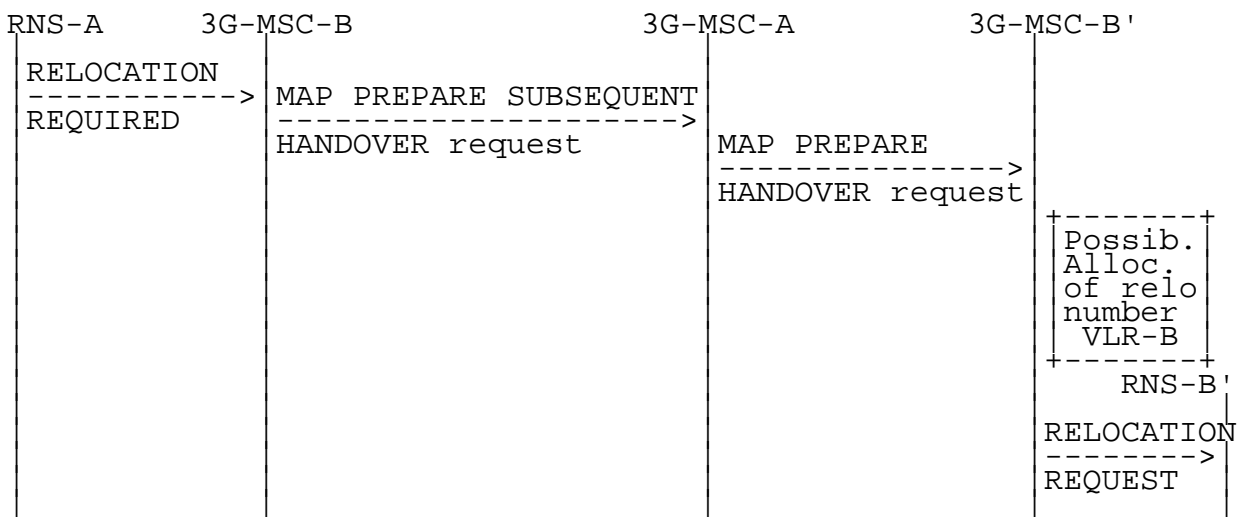 RNS-A 3G-MSC-B 3G-MSC-A 3G-MSC-B'
RELOCATION
REQUIRED
MAP PREPARE SUBSEQUENT
HANDOVER request
MAP PREPARE
HANDOVER request
Possib.
Alloc.
of relo
number
VLR-B
RNS-B'
RELOCATION
REQUEST